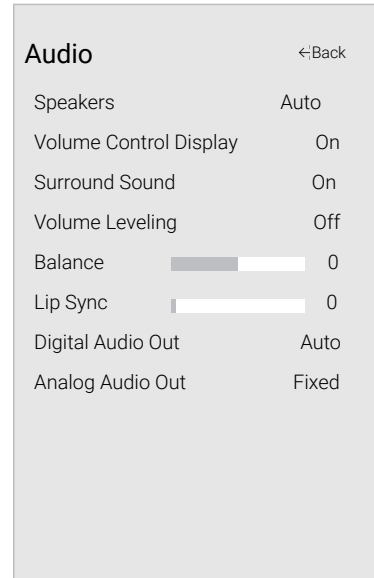 Audio ←Back
Speakers Auto
Volume Control Display On
Surround Sound On
Volume Leveling Off
Balance 0
Lip Sync 0
Digital Audio Out Auto
Analog Audio Out Fixed